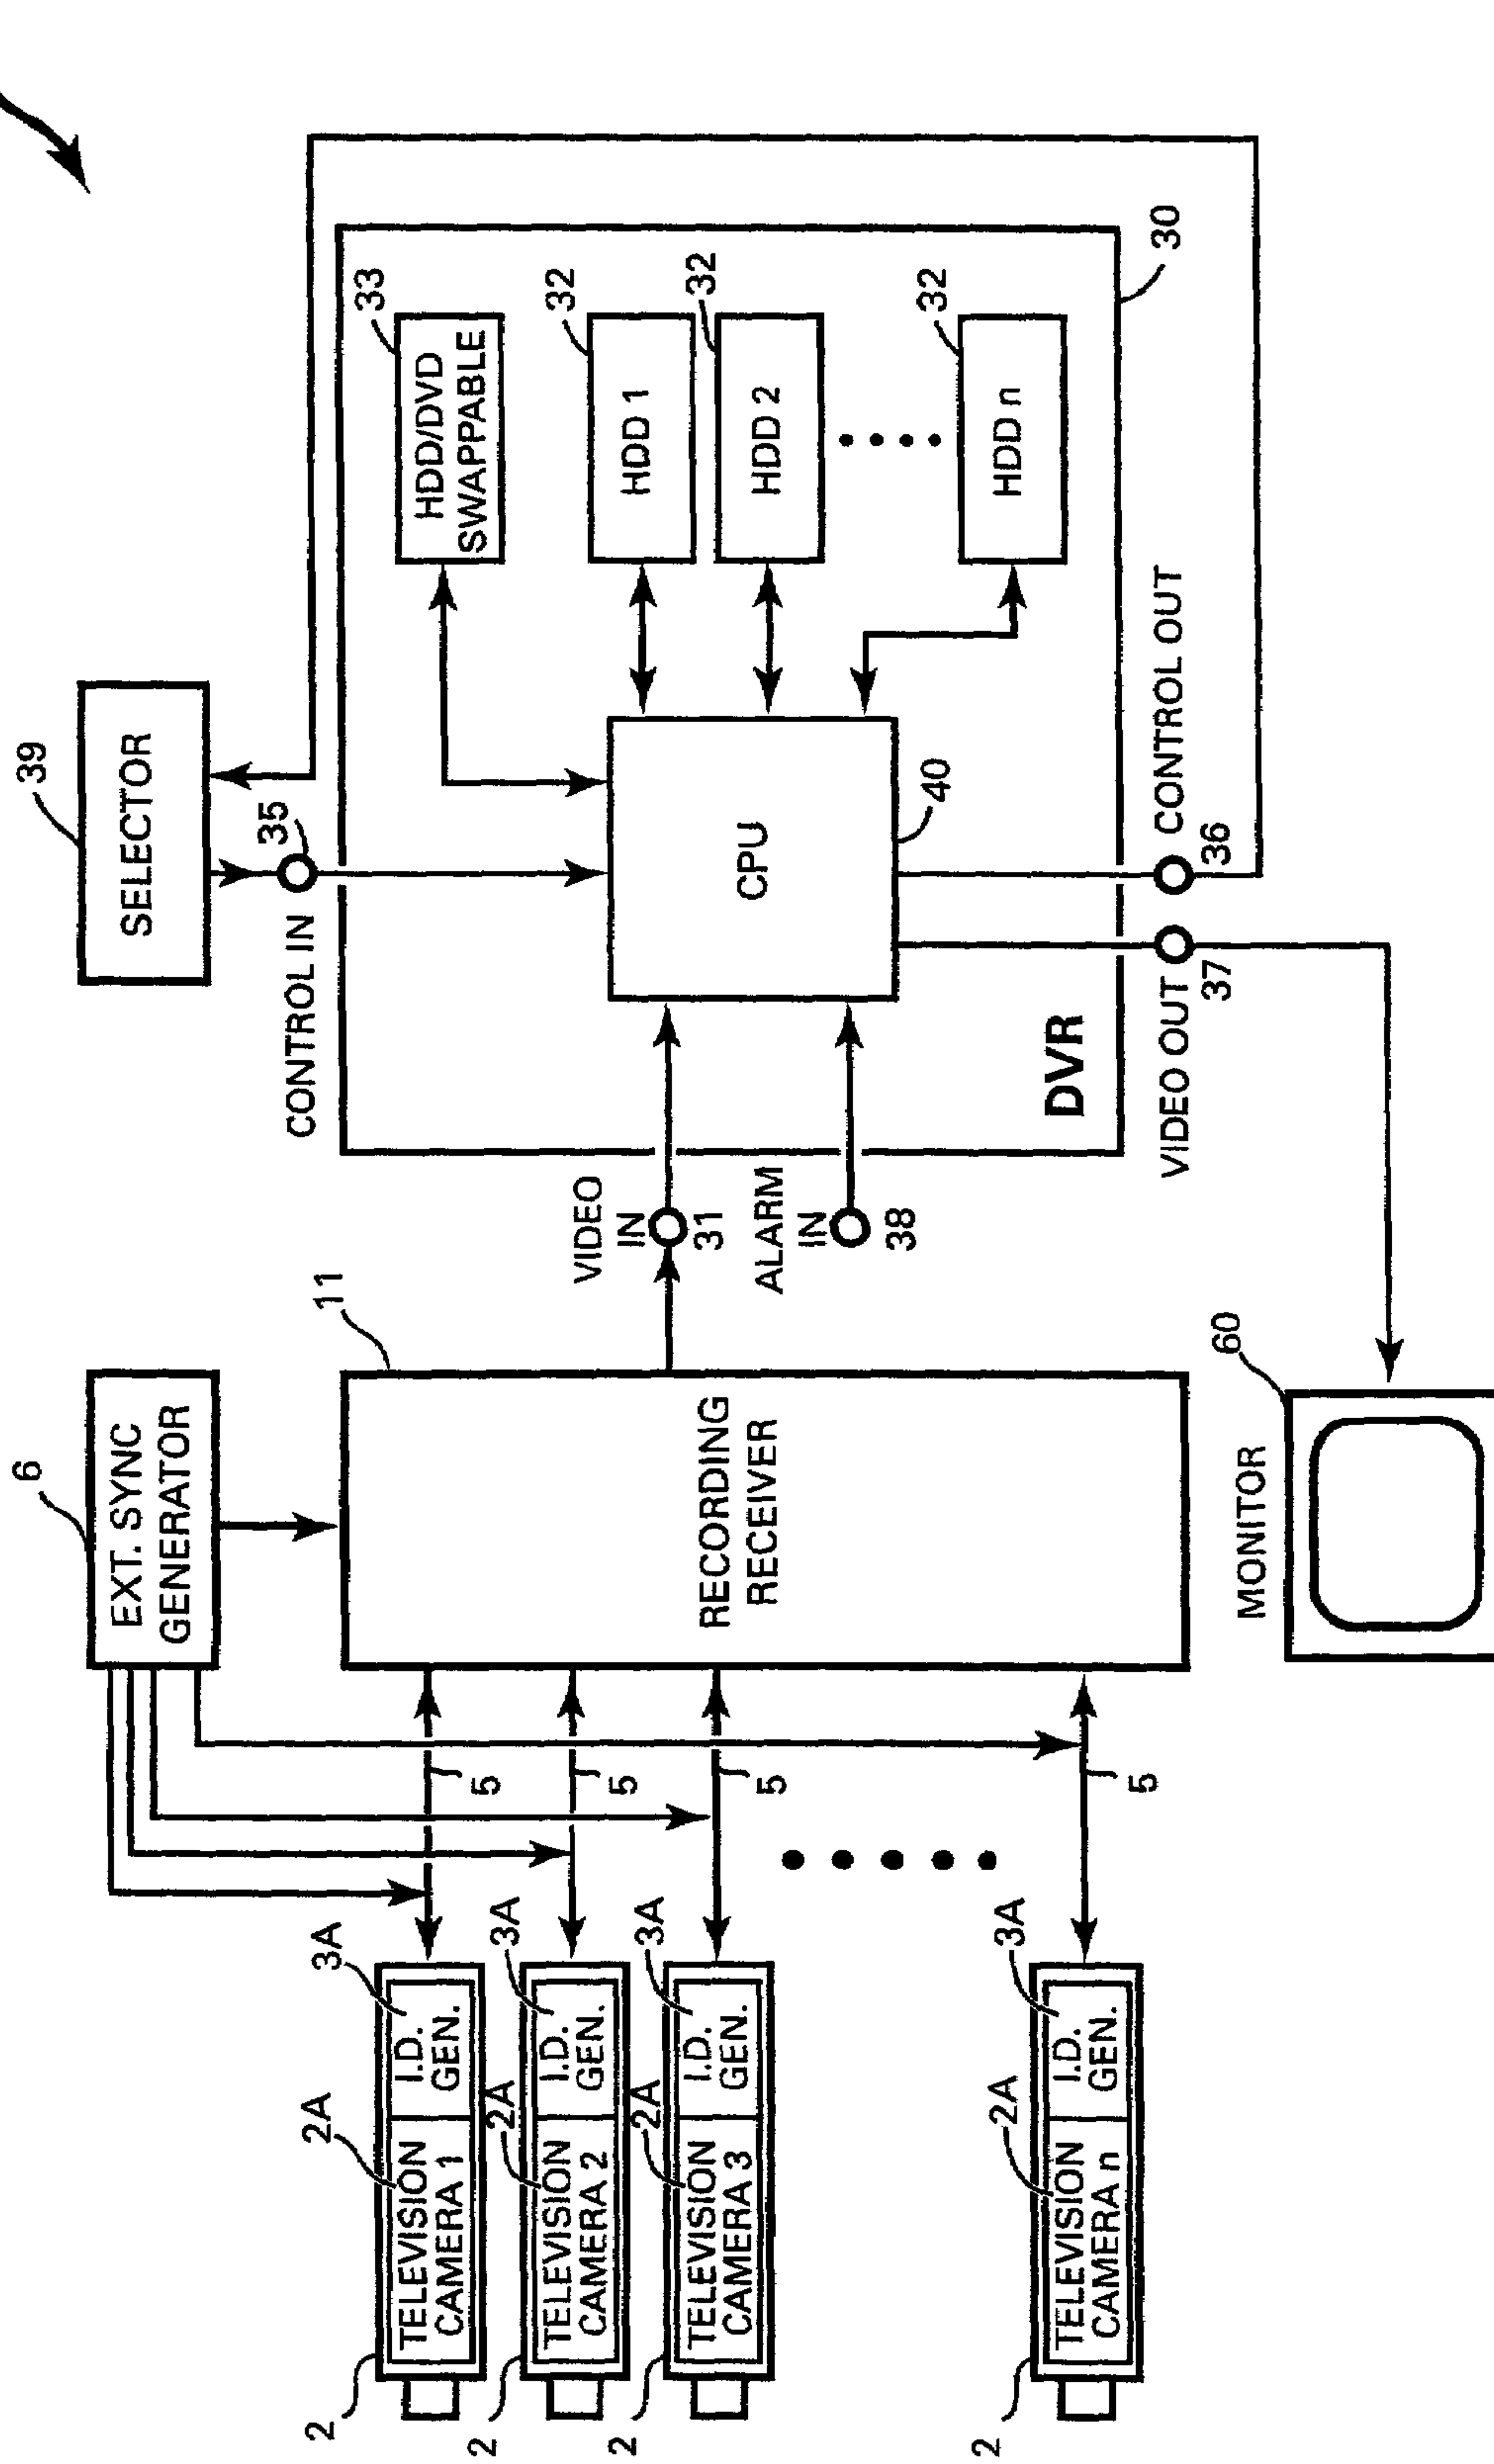 6
EXT. SYNC
GENERATOR
39
SELECTOR
11
RECORDING
RECEIVER
2
2A
3A
TELEVISION
CAMERA 1
I.D.
GEN.
5
2
2A
3A
TELEVISION
CAMERA 2
I.D.
GEN.
5
2
2A
3A
TELEVISION
CAMERA 3
I.D.
GEN.
5
2
2A
3A
TELEVISION
CAMERA n
I.D.
GEN.
5
CONTROL IN
35
VIDEO
IN
31
ALARM
IN
38
CPU
40
33
HDD/DVD
SWAPPABLE
32
HDD 1
32
HDD 2
32
HDD n
30
DVR
VIDEO OUT
37
CONTROL OUT
36
MONITOR
60